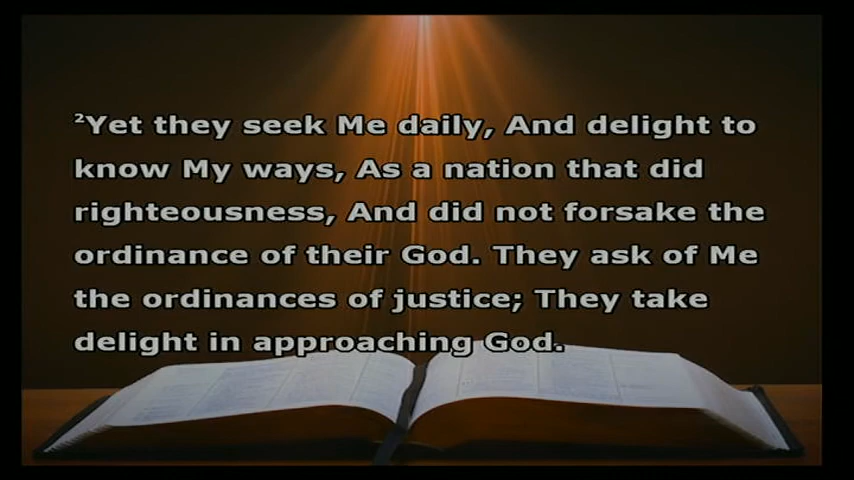 ²Yet they seek Me daily, And delight to
know My ways, As a nation that did
righteousness, And did not forsake the
ordinance of their God. They ask of Me
the ordinances of justice; They take
delight in approaching God.